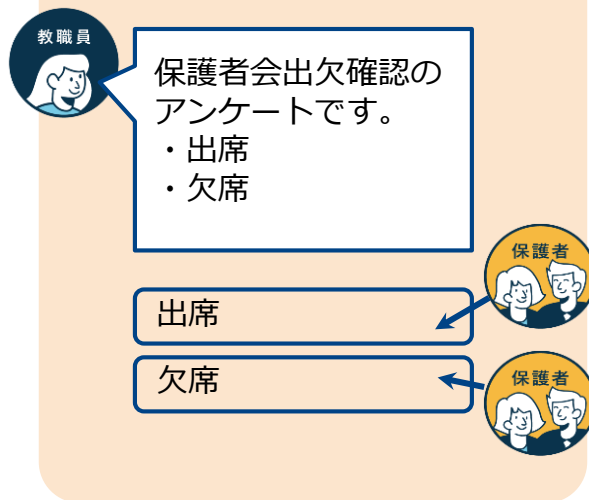 教職員
保護者会出欠確認の
アンケートです。
・出席
・欠席
保護者
出席
欠席
保護者